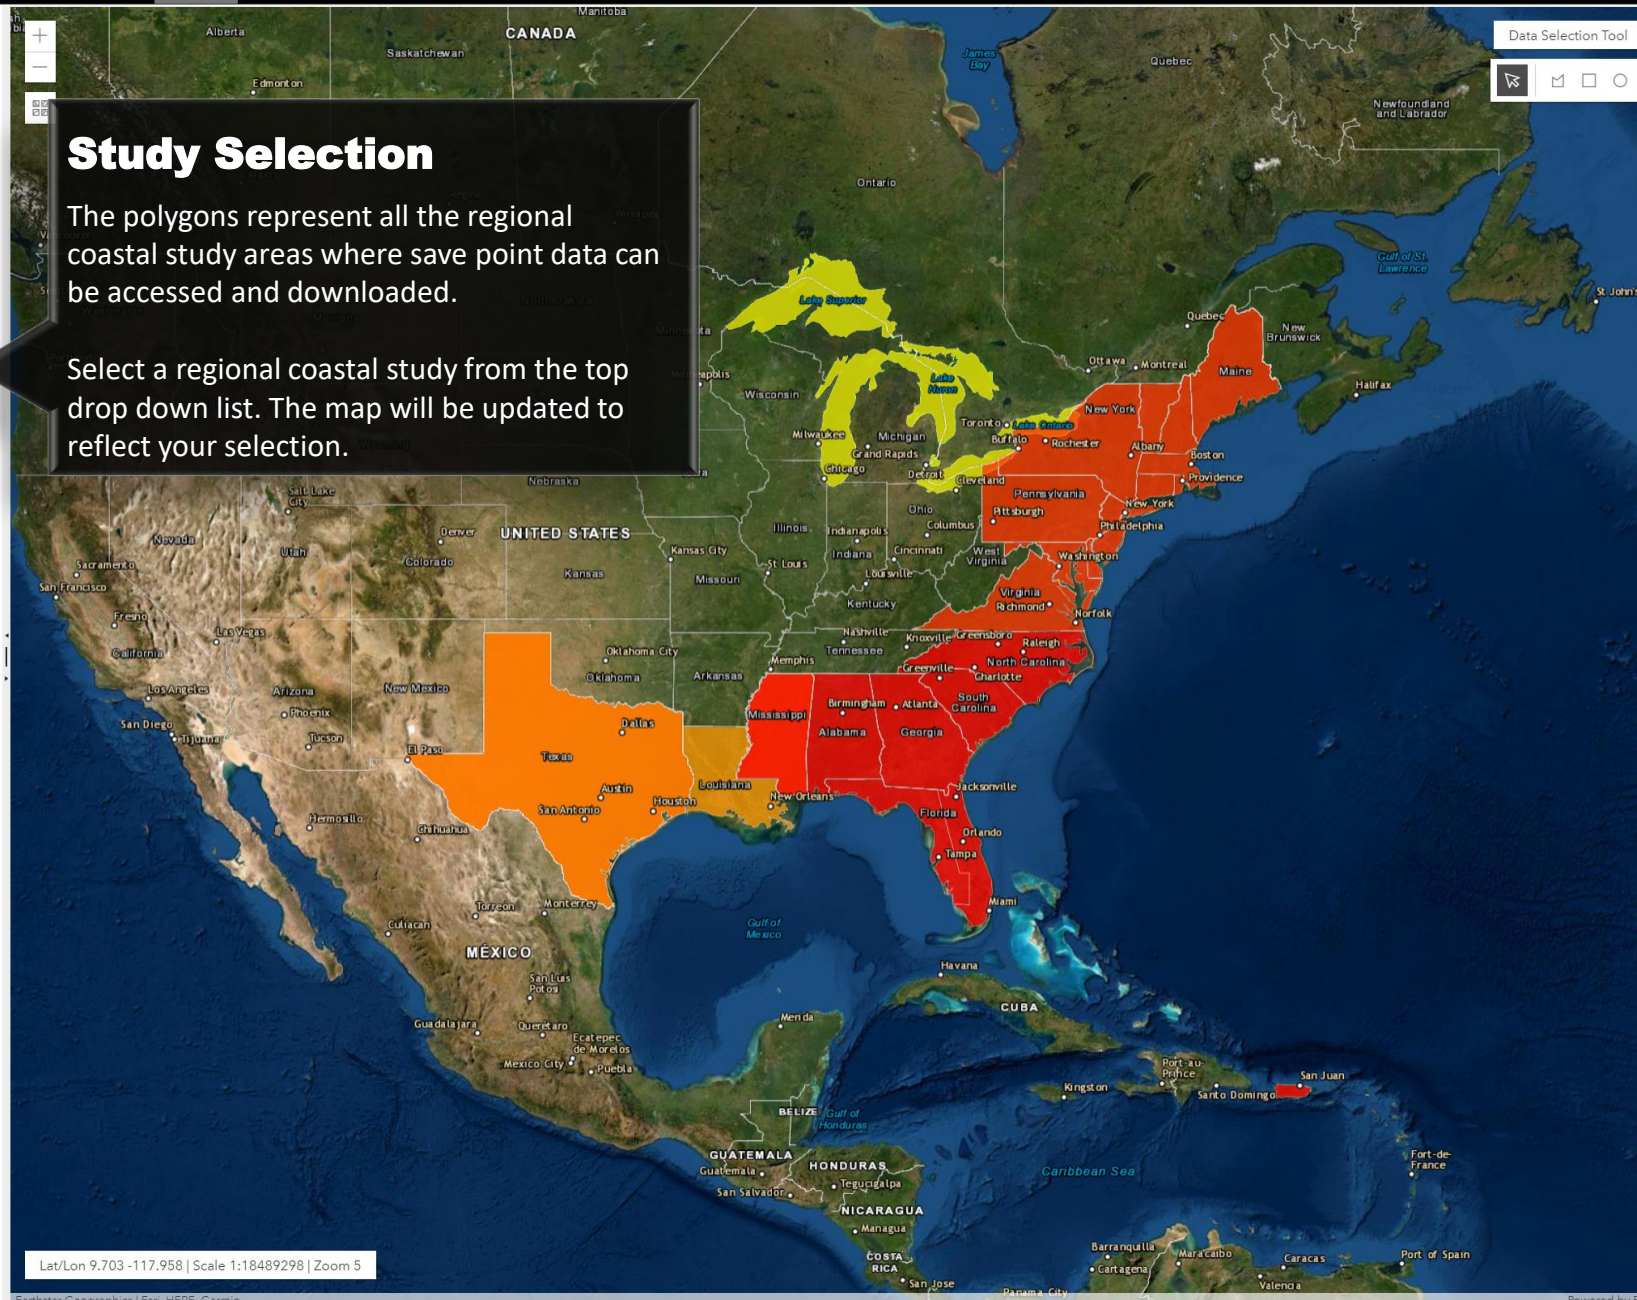 Manitoba
Alberta
CANADA
Saskatchewan
James
Bay
Quebec
Data Selection Tool
Edmonton
Newfoundland
and Labrador
Study Selection
The polygons represent all the regional
coastal study areas where save point data can
be accessed and downloaded.
Select a regional coastal study from the top
drop down list. The map will be updated to
reflect your selection.
Ontario
Gulf of St.
Lawrence
St. John's
Lake Superior
Quebec
New
Brunswick
Ottawa
Montreal
Maine
Halifax
Lake
Huron
Wisconsin
New York
Toronto
Lake Ontario
Milwaukee
Michigan
Buffalo
Rochester
Albany
Grand Rapids
Boston
Chicago
Detroit
Cleveland
Providence
Nebraska
Salt Lake
City
Pennsylvania
New York
Ohio
Pittsburgh
Nevada
Denver
UNITED STATES
Illinois
Indianapolis
Columbus
Philadelphia
Utah
Colorado
Kansas City
Indiana
Cincinnati
West
Virginia
Washington
Sacramento
Kansas
Missouri
St Louis
Louisville
San Francisco
Virginia
Kentucky
Richmond
Norfolk
Fresno
Las Vegas
Nashville
Knoxville
Greensboro
Raleigh
California
Oklahoma City
Memphis
Tennessee
Greenville
North Carolina
Charlotte
Los Angeles
Arizona
New Mexico
Oklahoma
Arkansas
South
Carolina
Phoenix
San Diego
Mississippi
Birmingham
Atlanta
Tijuana
Tucson
El Paso
Dallas
Alabama
Georgia
Texas
Austin
Louisiana
New Orleans
Jacksonville
San Antonio
Houston
Florida
Hermosillo
Chihuahua
Orlando
Tampa
Torreon
Monterrey
Miami
Culiacan
Gulf of
Mexico
MÉXICO
Havana
San Luis
Potosi
CUBA
Guadalajara
Queretaro
Merida
Ecatepec
de Morelos
Mexico City
Puebla
Port-au-
Prince
San Juan
Kingston
Santo Domingo
BELIZE
Gulf of
Honduras
GUATEMALA
Guatemala
HONDURAS
Caribbean Sea
Fort-de-
France
San Salvador
Tegucigalpa
NICARAGUA
Managua
COSTA
RICA
Barranquilla
Maracaibo
Caracas
Port of Spain
Lat/Lon 9.703 -117.958 | Scale 1:18489298 | Zoom 5
Cartagena
San Jose
Valencia
Panama City